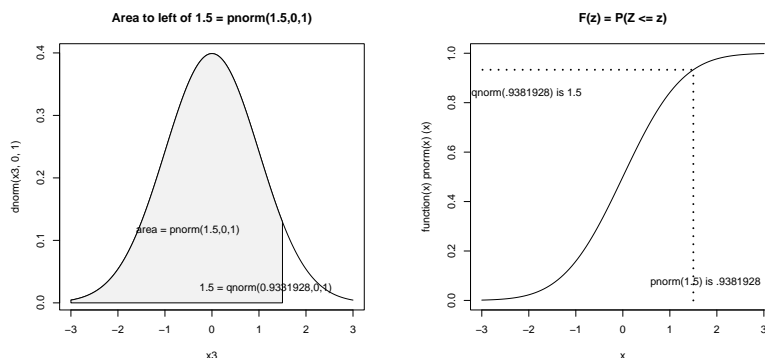 Area to left of 1.5 = pnorm(1.5,0,1)
dnorm(x3, 0, 1)
0.4
0.3
0.2
0.1
0.0
area = pnorm(1.5,0,1)
1.5 = qnorm(0.9331928,0,1)
−3 −2 −1 0 1 2 3
x3
F(z) = P(Z <= z)
function(x) pnorm(x) (x)
1.0
0.8
0.6
0.4
0.2
0.0
qnorm(.9381928) is 1.5
pnorm(1.5) is .9381928
−3 −2 −1 0 1 2 3
x